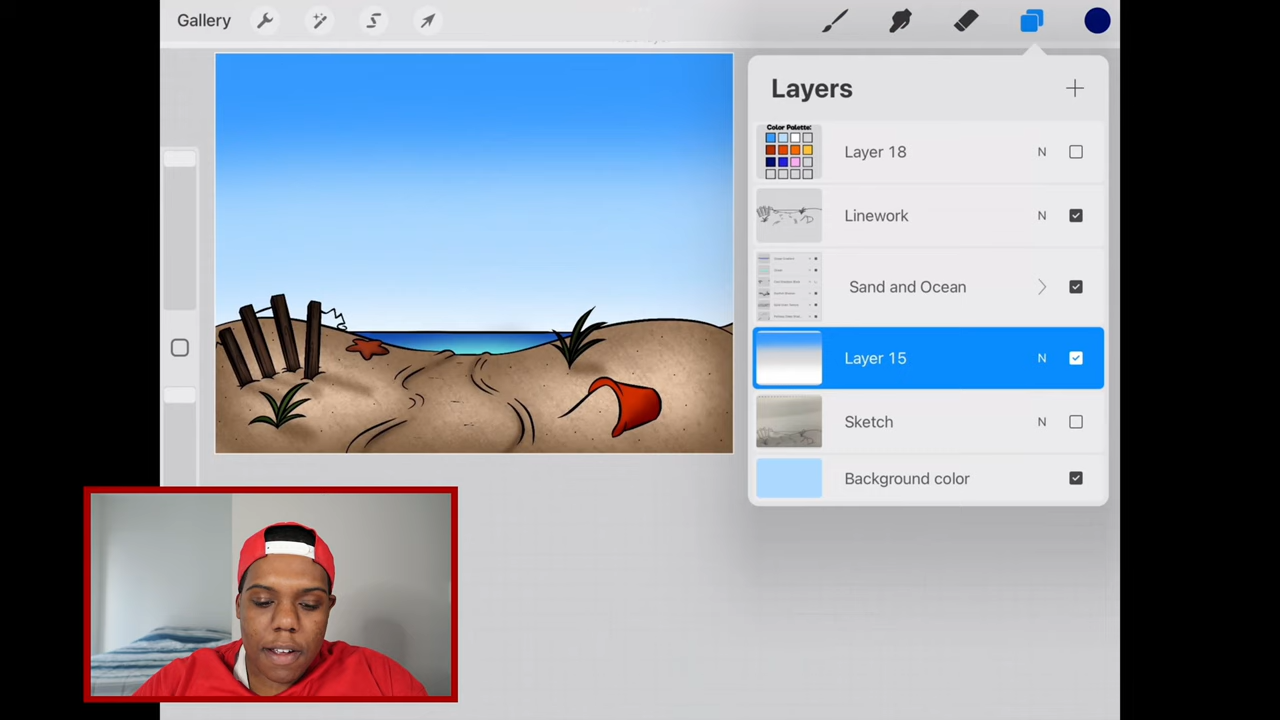 Gallery
Layers
Color Palette:
Layer 18 N
Linework N
Sand and Ocean
Layer 15 N
Sketch N
Background color